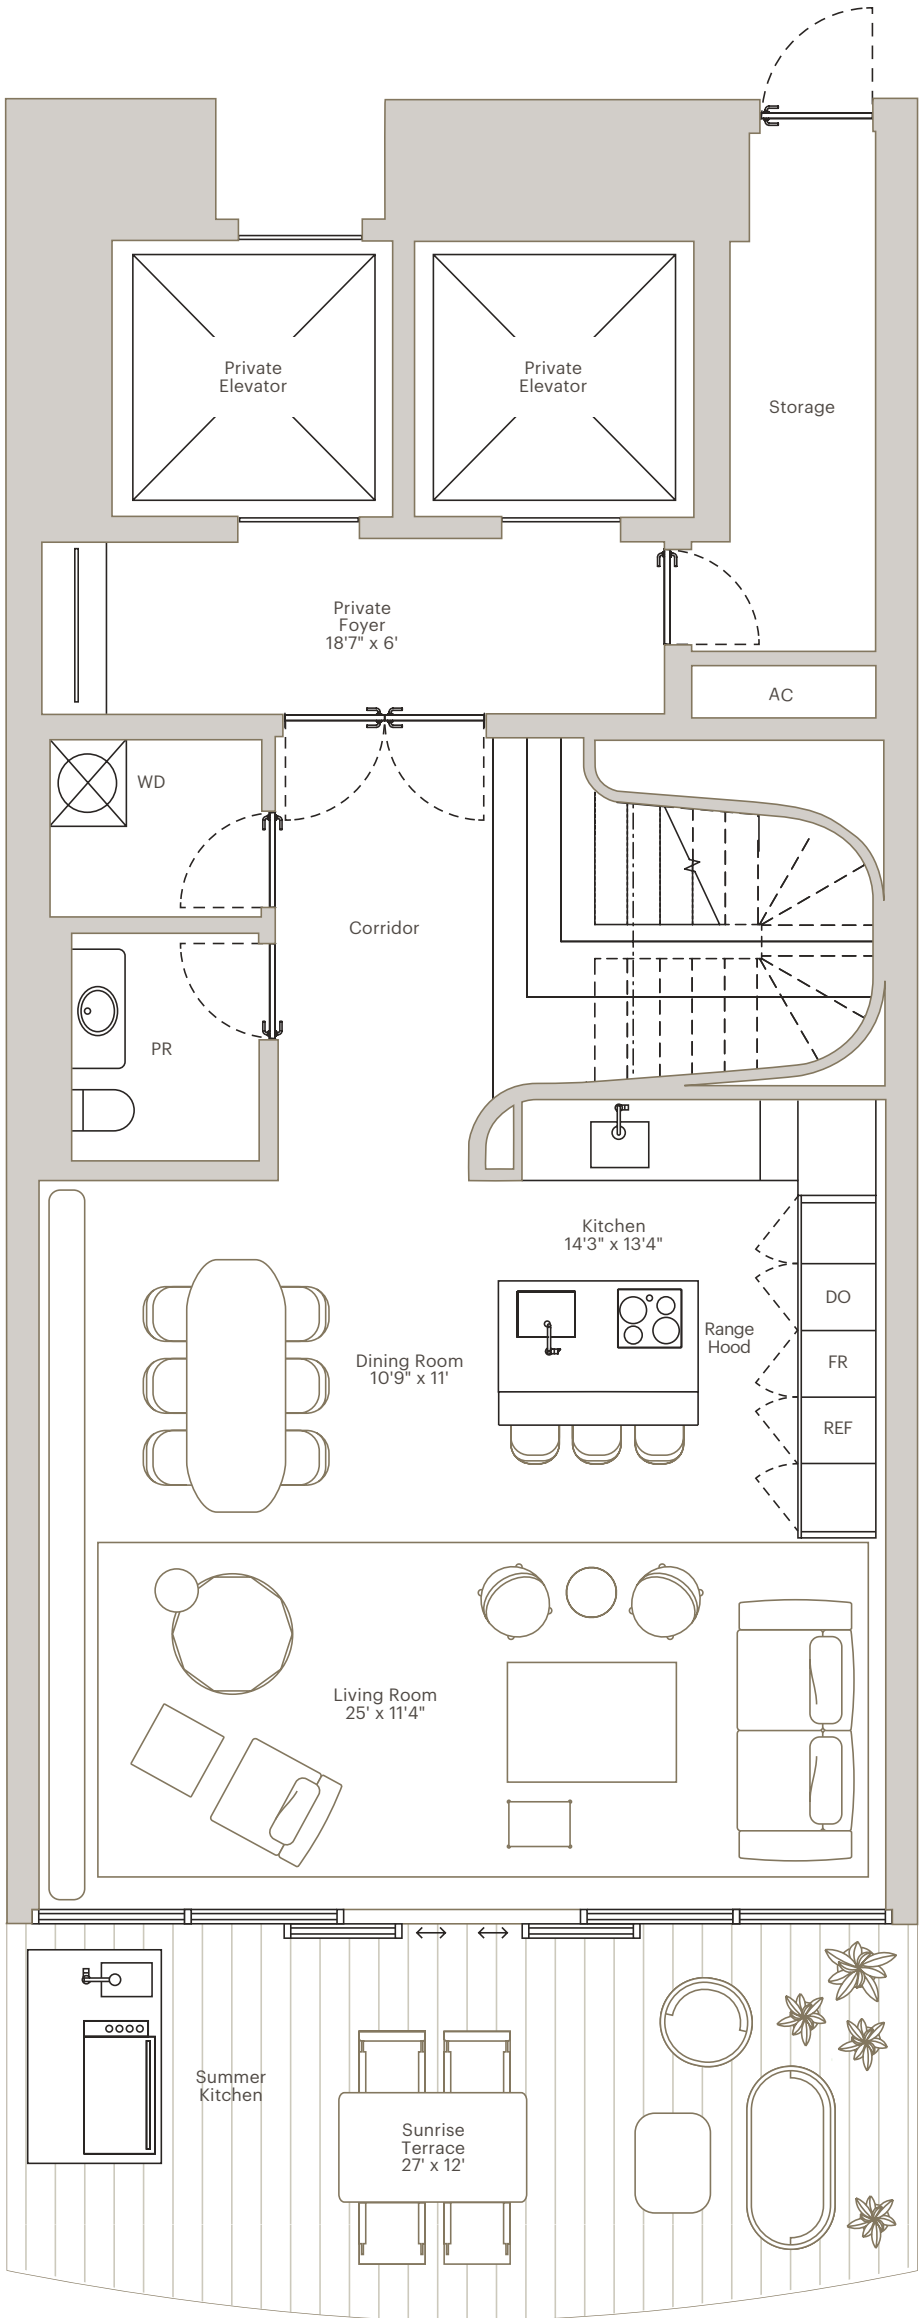 Private
Elevator
Private
Elevator
Storage
Private
Foyer
18'7" x 6'
AC
WD
Corridor
PR
Kitchen
14'3" x 13'4"
DO
Range
Hood
FR
Dining Room
10'9" x 11'
REF
Living Room
25' x 11'4"
Summer
Kitchen
Sunrise
Terrace
27' x 12'